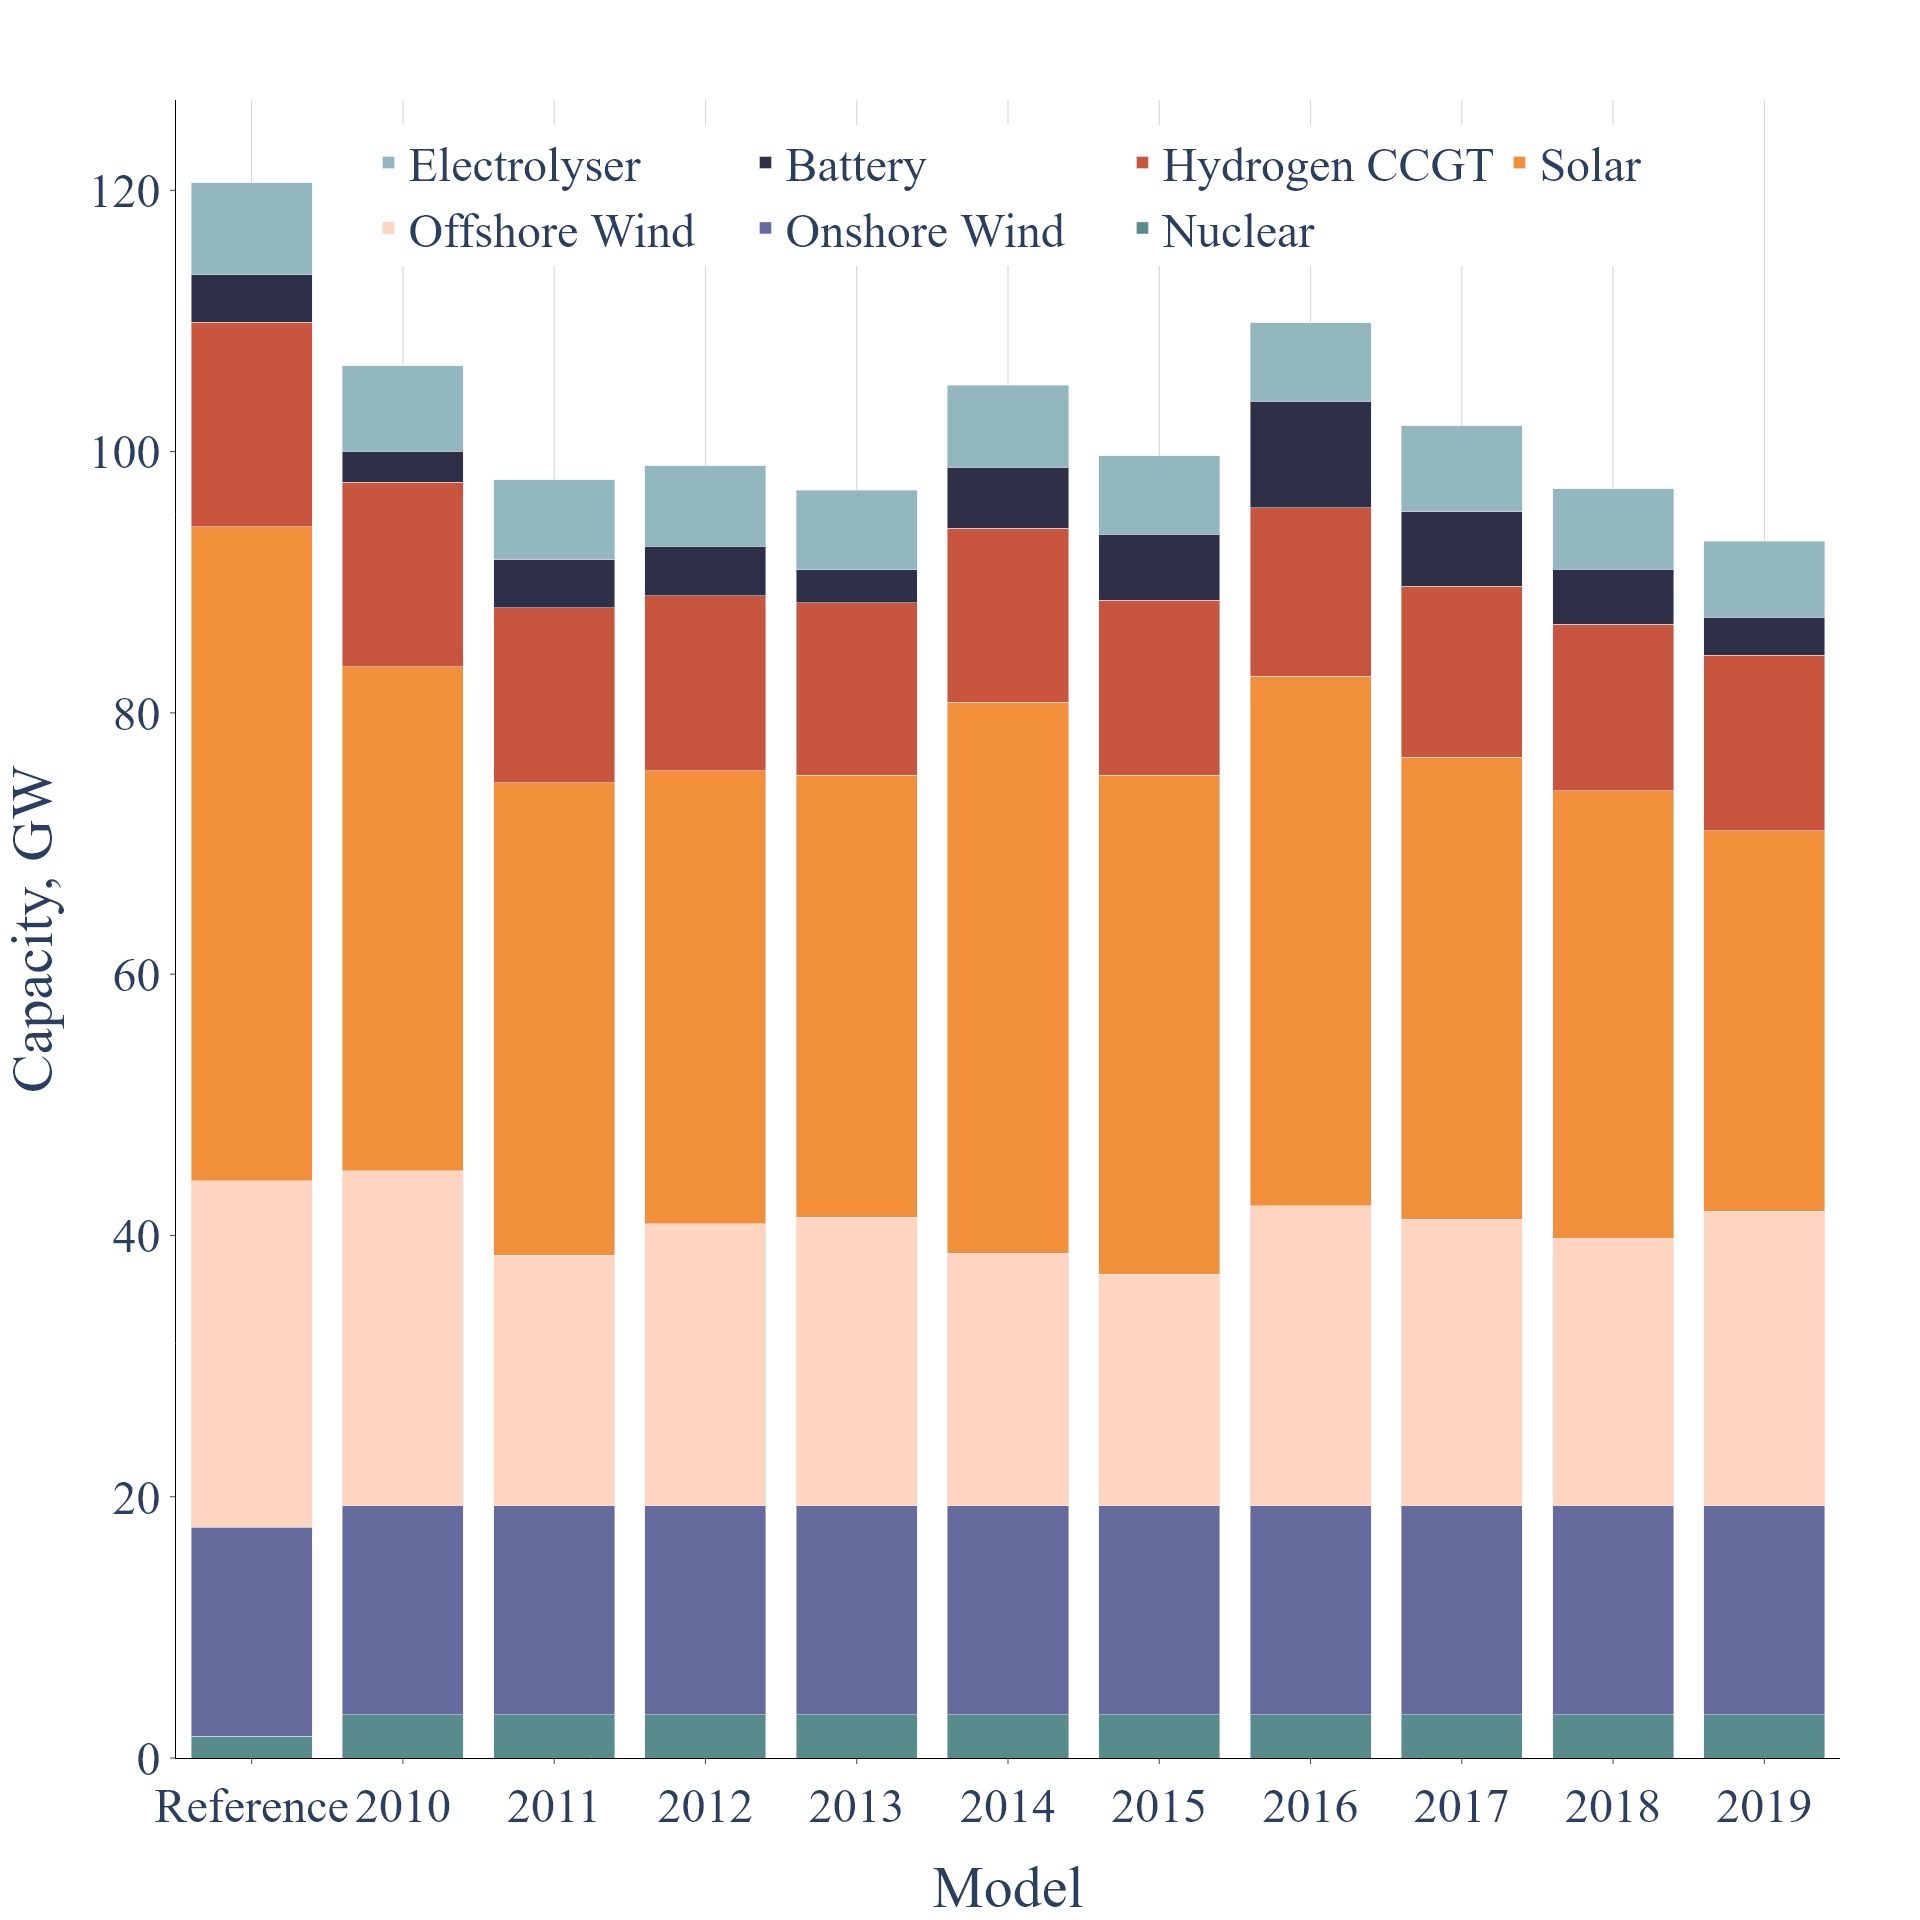 Electrolyser Battery Hydrogen CCGT Solar
Offshore Wind Onshore Wind Nuclear
120
100
80
60
40
20
0
Capacity, GW
Reference 2010 2011 2012 2013 2014 2015 2016 2017 2018 2019
Model